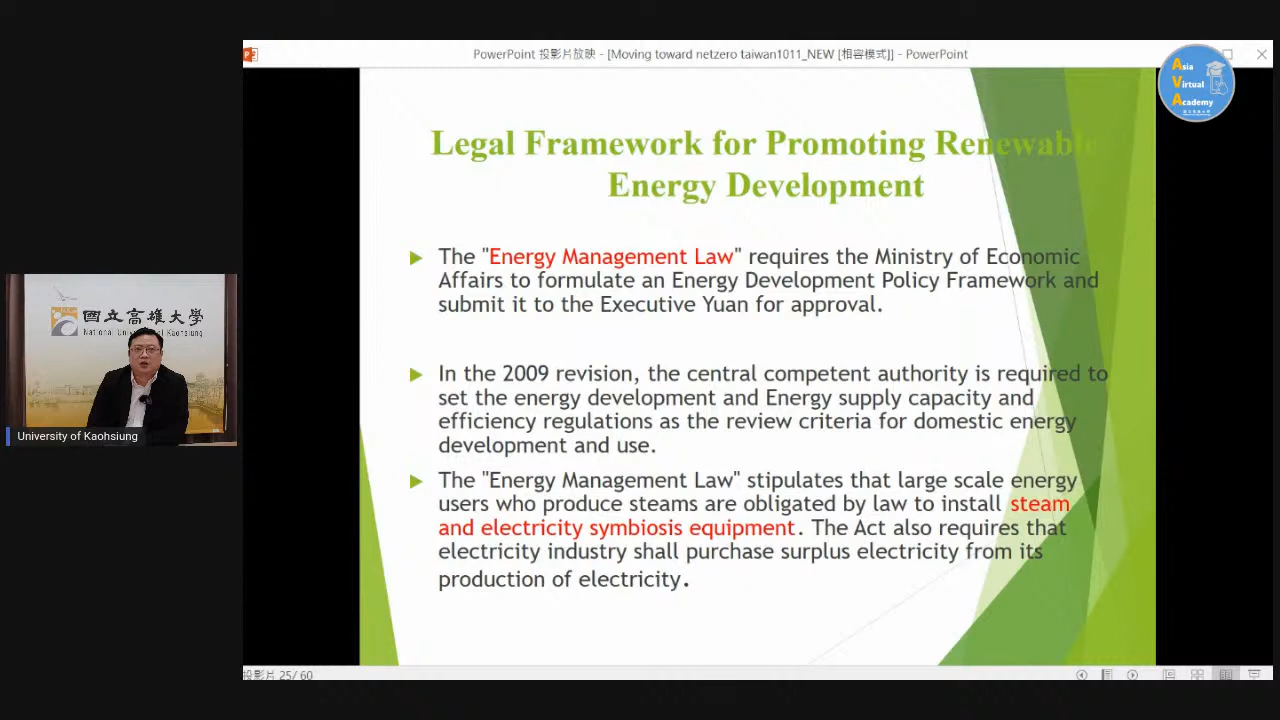 PowerPoint 投影片放映 - [Moving toward netzero taiwan1011_NEW [相容模式]] - PowerPoint
Asia
Virtual
Academy
Legal Framework for Promoting Renewable
Energy Development
The "Energy Management Law" requires the Ministry of Economic
Affairs to formulate an Energy Development Policy Framework and
submit it to the Executive Yuan for approval.
In the 2009 revision, the central competent authority is required to
set the energy development and Energy supply capacity and
efficiency regulations as the review criteria for domestic energy
development and use.
The "Energy Management Law" stipulates that large scale energy
users who produce steams are obligated by law to install steam
and electricity symbiosis equipment. The Act also requires that
electricity industry shall purchase surplus electricity from its
production of electricity.
國立高雄大學
National Kaohsiung
University of Kaohsiung
投影片 25/ 60